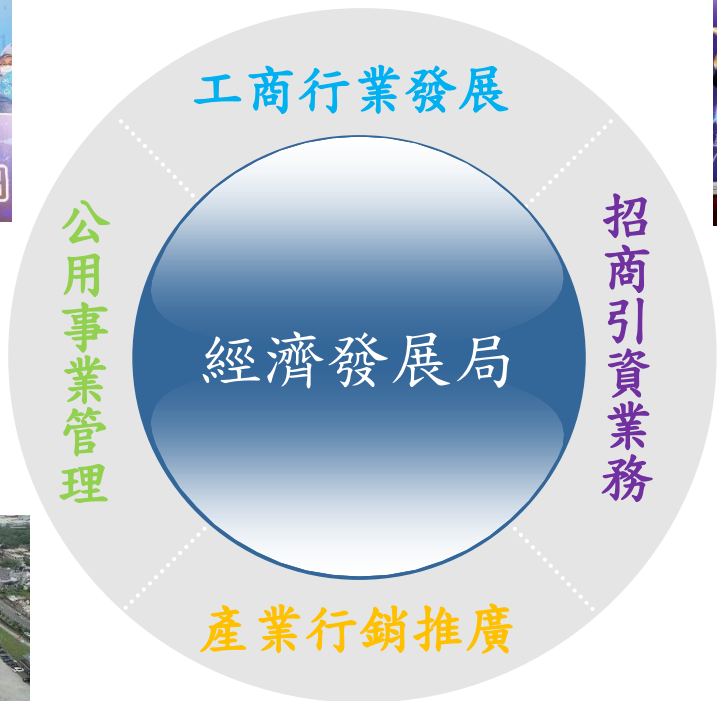 工商行業發展
公用事業管理
招商引資業務
經濟發展局
產業行銷推廣